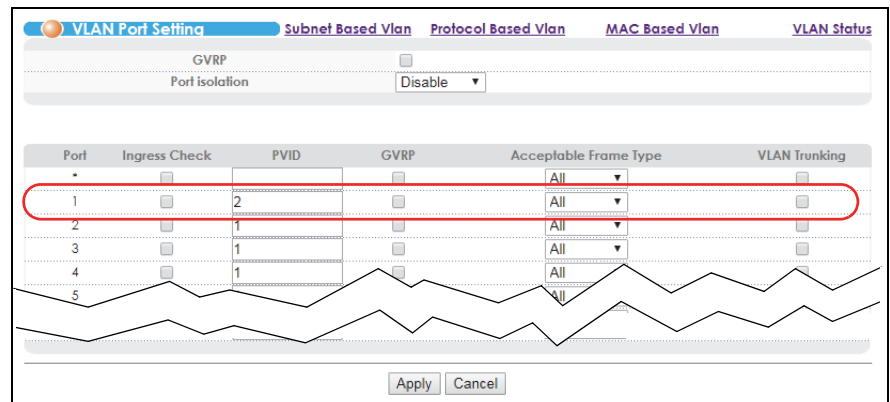 VLAN Port Setting Subnet Based Vlan Protocol Based Vlan MAC Based Vlan VLAN Status
GVRP
Port isolation Disable
Port Ingress Check PVID GVRP Acceptable Frame Type VLAN Trunking
* All
1 2 All
2 1 All
3 1 All
4 1 All
5 All
Apply Cancel